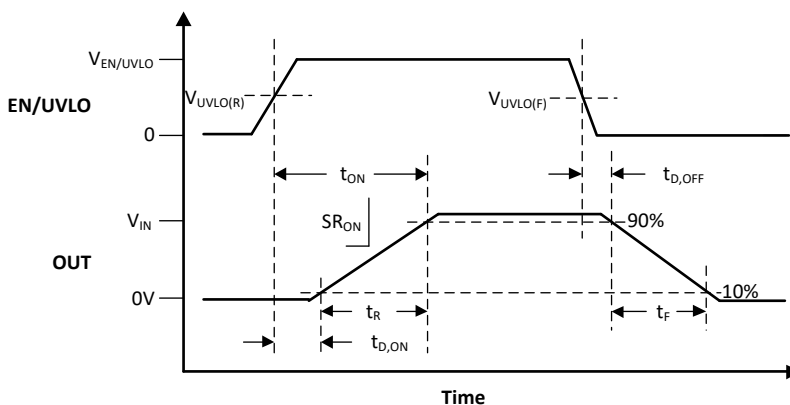 V_EN/UVLO
EN/UVLO
V_UVLO(R)
V_UVLO(F)
0
t_ON
t_D,OFF
V_IN
SR_ON
90%
OUT
0V
-10%
t_R
t_F
t_D,ON
Time